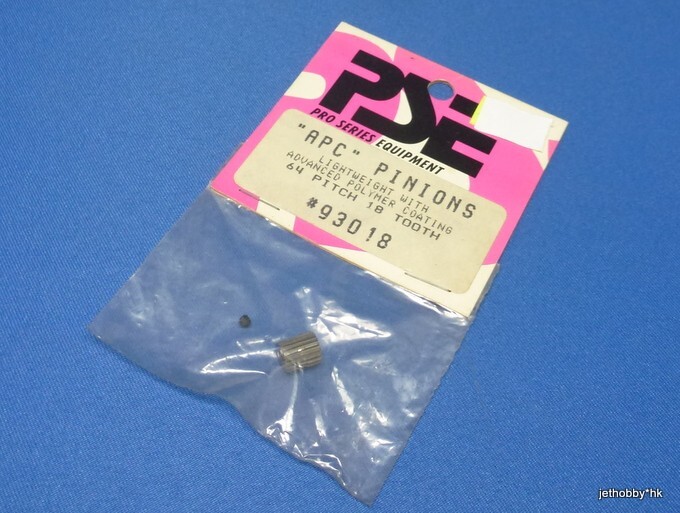 PSE
PRO SERIES EQUIPMENT
"APC" PINIONS
LIGHTWEIGHT WITH
ADVANCED POLYMER COATING
64 PITCH 18 TOOTH
#93018
jethobby*hk